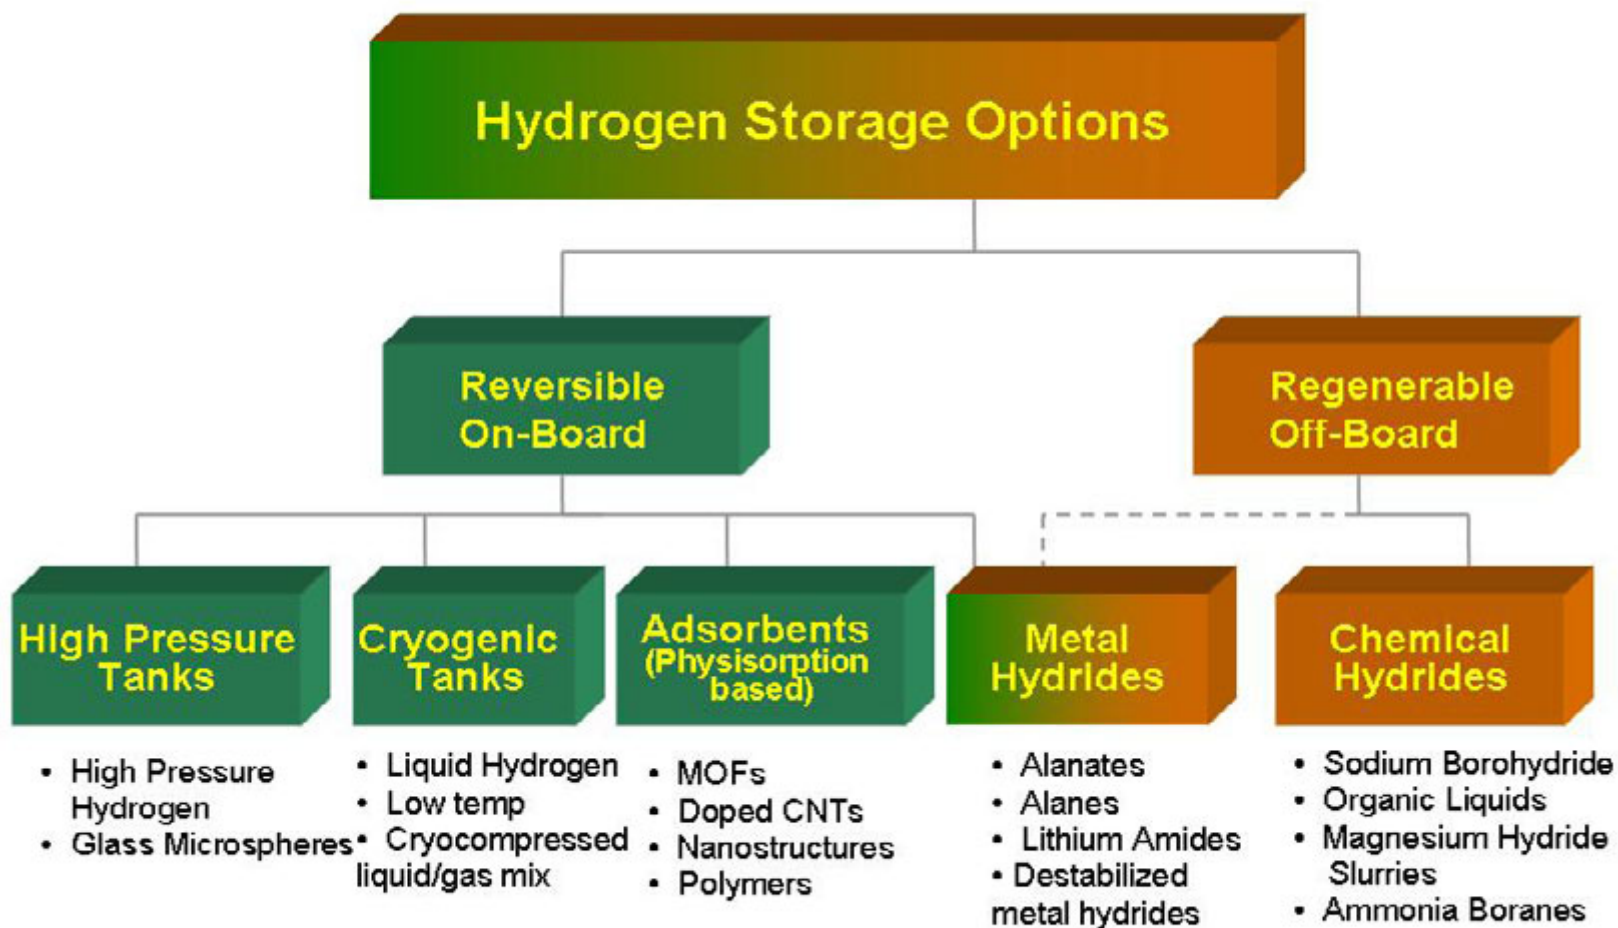 Hydrogen Storage Options
Reversible
On-Board
Regenerable
Off-Board
High Pressure
Tanks
Cryogenic
Tanks
Adsorbents
(Physisorption
based)
Metal
Hydrides
Chemical
Hydrides
• High Pressure
Hydrogen
• Glass Microspheres
• Liquid Hydrogen
• Low temp
• Cryocompressed
liquid/gas mix
• MOFs
• Doped CNTs
• Nanostructures
• Polymers
• Alanates
• Alanes
• Lithium Amides
• Destabilized
metal hydrides
• Sodium Borohydride
• Organic Liquids
• Magnesium Hydride
Slurries
• Ammonia Boranes